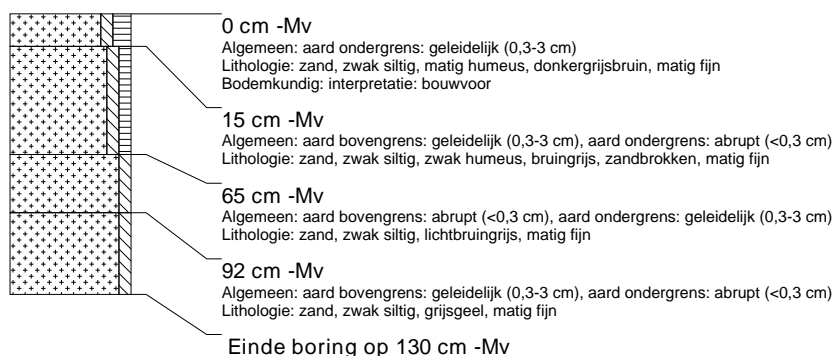 0 cm -Mv
Algemeen: aard ondergrens: geleidelijk (0,3-3 cm)
Lithologie: zand, zwak siltig, matig humeus, donkergrijsbruin, matig fijn
Bodemkundig: interpretatie: bouwvoor
15 cm -Mv
Algemeen: aard bovengrens: geleidelijk (0,3-3 cm), aard ondergrens: abrupt (<0,3 cm)
Lithologie: zand, zwak siltig, zwak humeus, bruingrijs, zandbrokken, matig fijn
65 cm -Mv
Algemeen: aard bovengrens: abrupt (<0,3 cm), aard ondergrens: geleidelijk (0,3-3 cm)
Lithologie: zand, zwak siltig, lichtbruingrijs, matig fijn
92 cm -Mv
Algemeen: aard bovengrens: geleidelijk (0,3-3 cm), aard ondergrens: abrupt (<0,3 cm)
Lithologie: zand, zwak siltig, grijsgeel, matig fijn
Einde boring op 130 cm -Mv